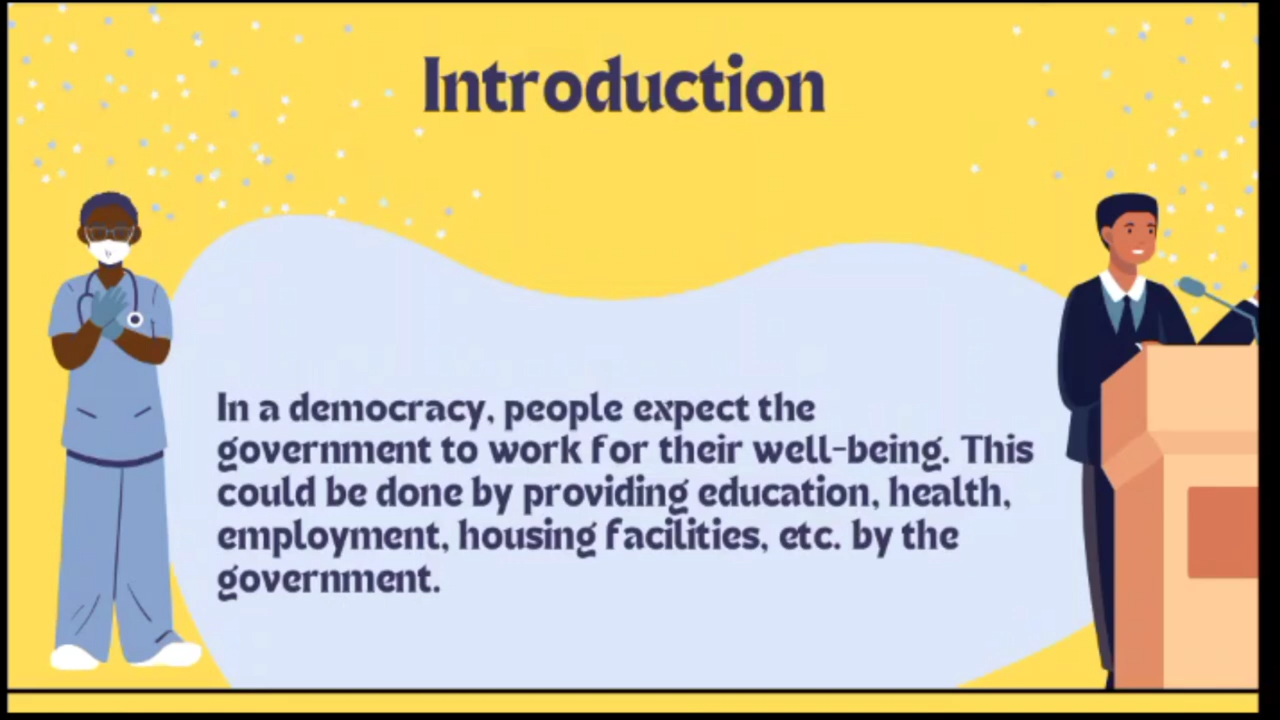 Introduction
In a democracy, people expect the
government to work for their well-being. This
could be done by providing education, health,
employment, housing facilities, etc. by the
government.